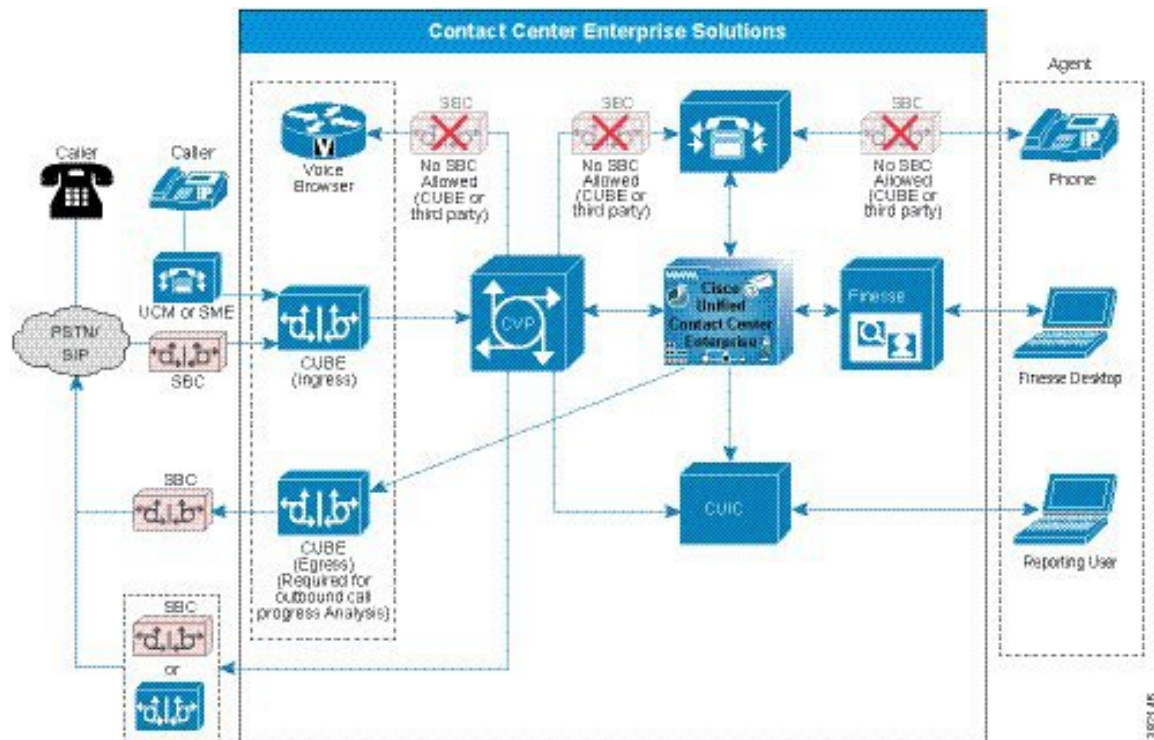 Contact Center Enterprise Solutions
Agent
Caller
Caller
IP
V
Voice
Browser
SBC
No SBC
Allowed
(CUBE or
third party)
SBC
No SBC
Allowed
(CUBE or
third party)
SBC
No SBC
Allowed
(CUBE or
third party)
IP
Phone
UCM or SME
PSTN/
SIP
SBC
CUBE
(Ingress)
CVP
Cisco
Unified
Contact Center
Enterprise
Finesse
Finesse Desktop
SBC
CUBE
(Egress)
(Required for
outbound call
progress Analysis)
CUIC
Reporting User
SBC
or